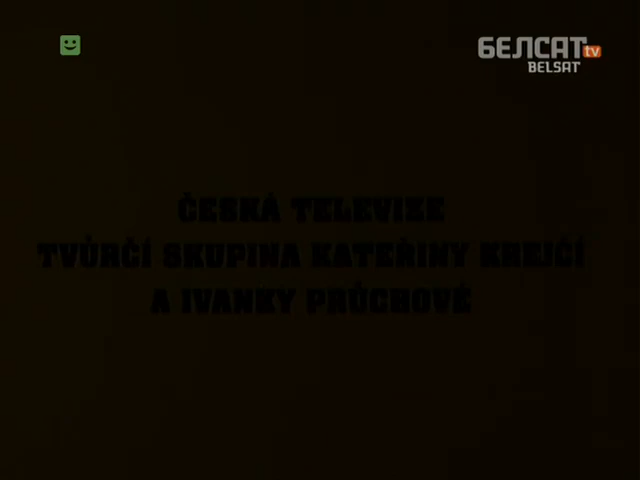 БЕЛСАТ tv
BELSAT
ČESKÁ TELEVIZE
TVŮRČÍ SKUPINA KATEŘINY KREJČÍ
A IVANKY PRŮCHOVÉ